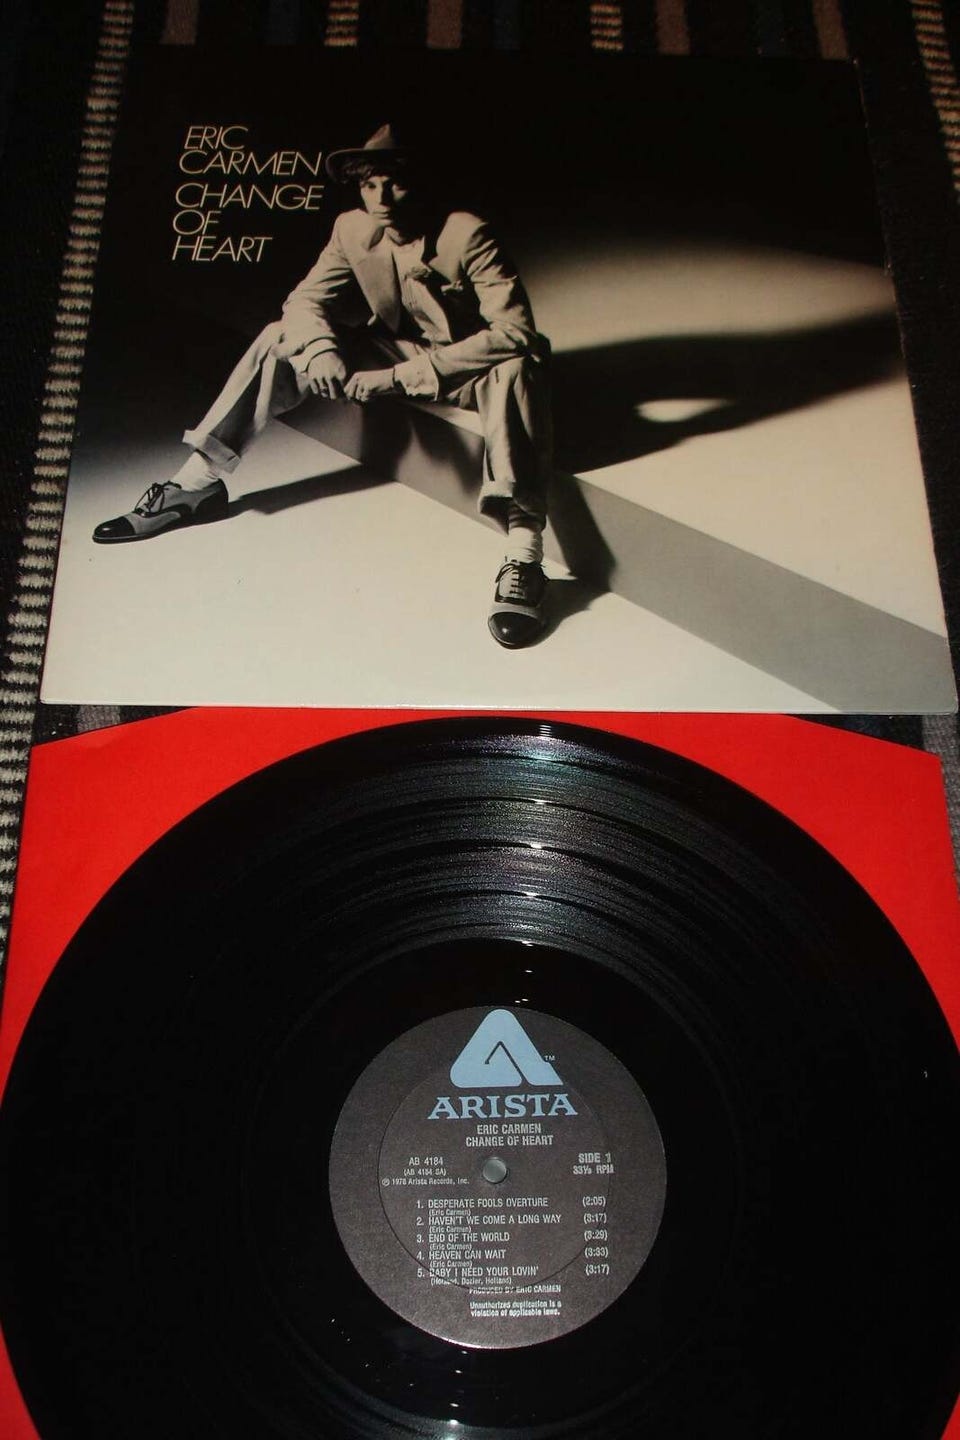 ERIC
CARMEN
CHANGE
OF
HEART
TM
ARISTA
ERIC CARMEN
CHANGE OF HEART
AB 4184
(AB 4184 SA)
℗ 1978 Arista Records, Inc.
SIDE 1
33⅓ RPM
1. DESPERATE FOOLS OVERTURE (2:05)
(Eric Carmen)
2. HAVEN'T WE COME A LONG WAY (3:17)
(Eric Carmen)
3. END OF THE WORLD (3:29)
(Eric Carmen)
4. HEAVEN CAN WAIT (3:33)
(Eric Carmen)
5. BABY I NEED YOUR LOVIN' (3:17)
(Holland, Dozier, Holland)
PRODUCED BY ERIC CARMEN
Unauthorized duplication is a
violation of applicable laws.